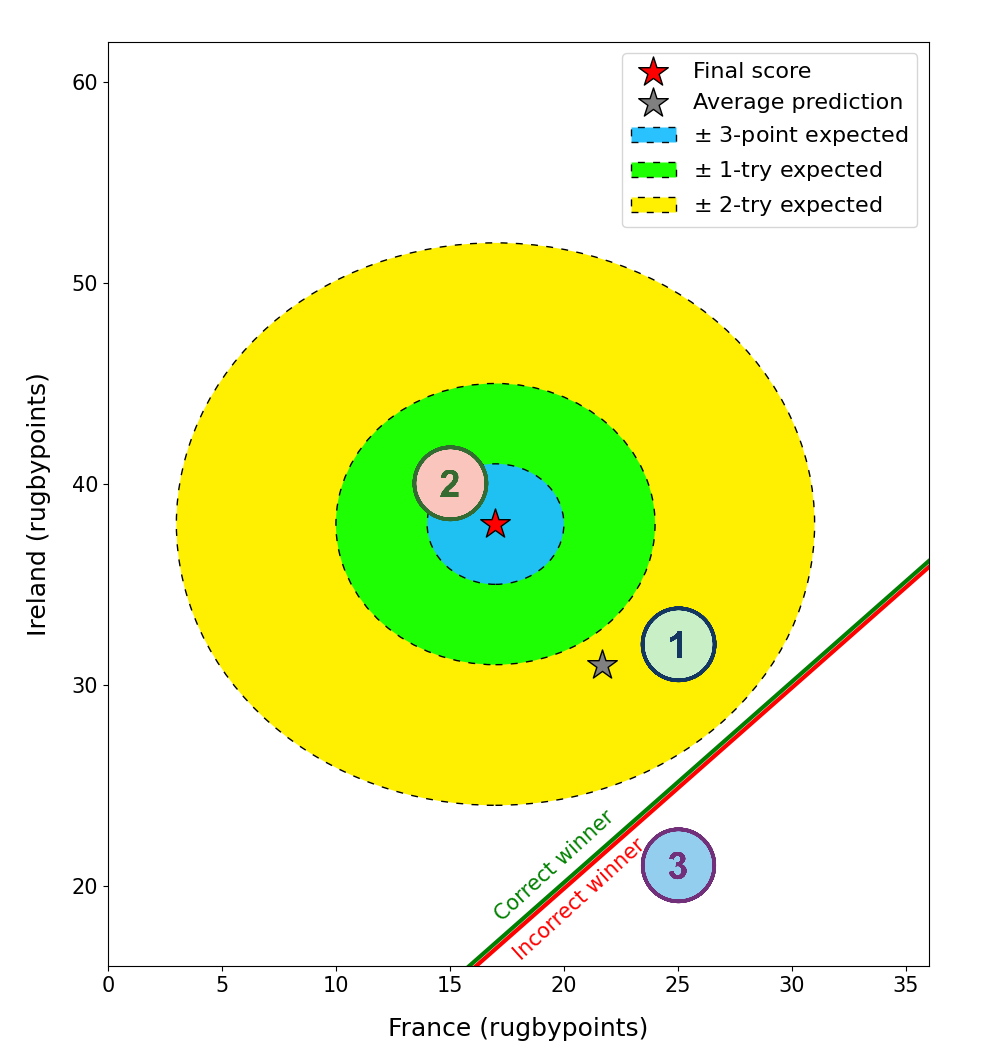 Final score
Average prediction
± 3-point expected
± 1-try expected
± 2-try expected
60
50
40
30
20
2
1
3
Correct winner
Incorrect winner
0 5 10 15 20 25 30 35
Ireland (rugbypoints)
France (rugbypoints)